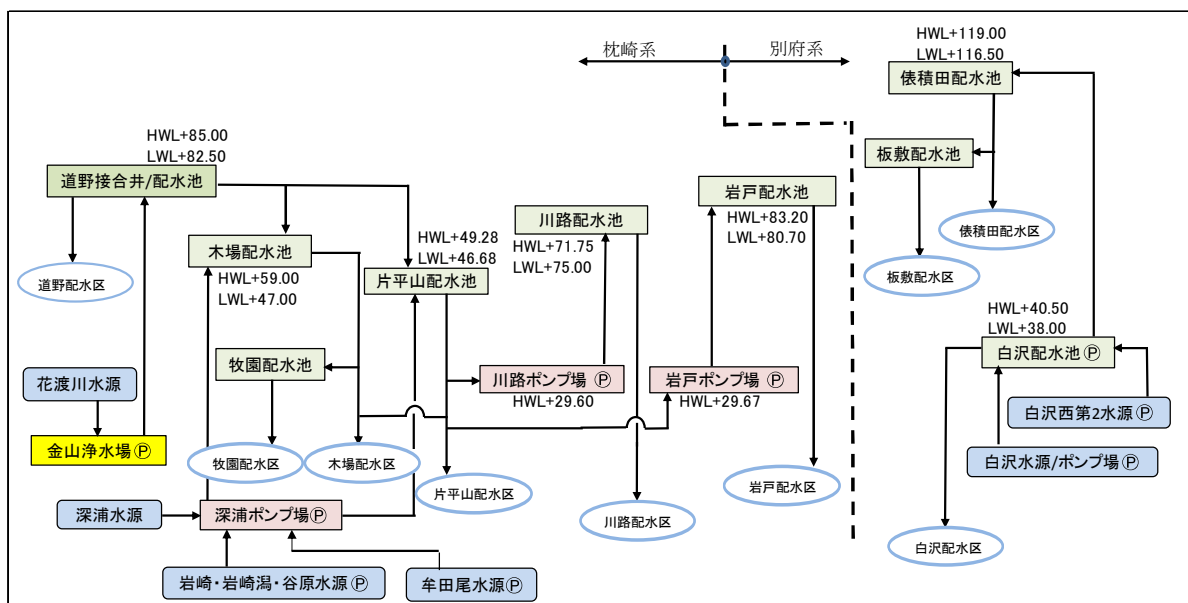 枕崎系
別府系
HWL+119.00
LWL+116.50
俵積田配水池
HWL+85.00
LWL+82.50
道野接合井/配水池
板敷配水池
岩戸配水池
HWL+83.20
LWL+80.70
川路配水池
HWL+71.75
LWL+75.00
木場配水池
HWL+59.00
LWL+47.00
HWL+49.28
LWL+46.68
片平山配水池
俵積田配水区
板敷配水区
道野配水区
HWL+40.50
LWL+38.00
白沢配水池Ⓟ
牧園配水池
川路ポンプ場 Ⓟ
HWL+29.60
岩戸ポンプ場 Ⓟ
HWL+29.67
花渡川水源
白沢西第2水源Ⓟ
金山浄水場Ⓟ
牧園配水区
木場配水区
白沢水源/ポンプ場Ⓟ
片平山配水区
岩戸配水区
深浦水源
深浦ポンプ場Ⓟ
川路配水区
白沢配水区
岩崎・岩崎潟・谷原水源Ⓟ
牟田尾水源Ⓟ